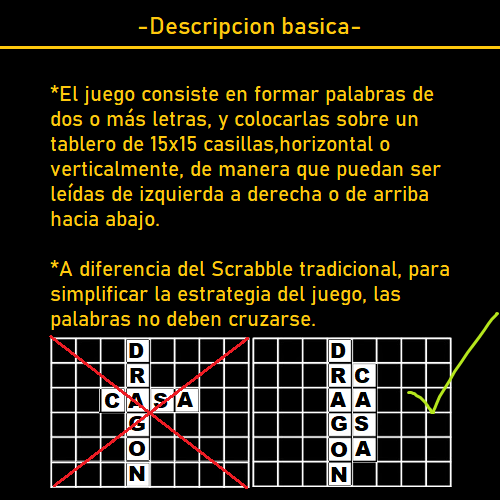 -Descripcion basica-
*El juego consiste en formar palabras de
dos o más letras, y colocarlas sobre un
tablero de 15x15 casillas,horizontal o
verticalmente, de manera que puedan ser
leídas de izquierda a derecha o de arriba
hacia abajo.
*A diferencia del Scrabble tradicional, para
simplificar la estrategia del juego, las
palabras no deben cruzarse.
D
R
C A S A
G
O
N
D
R C
A A
G S
O A
N